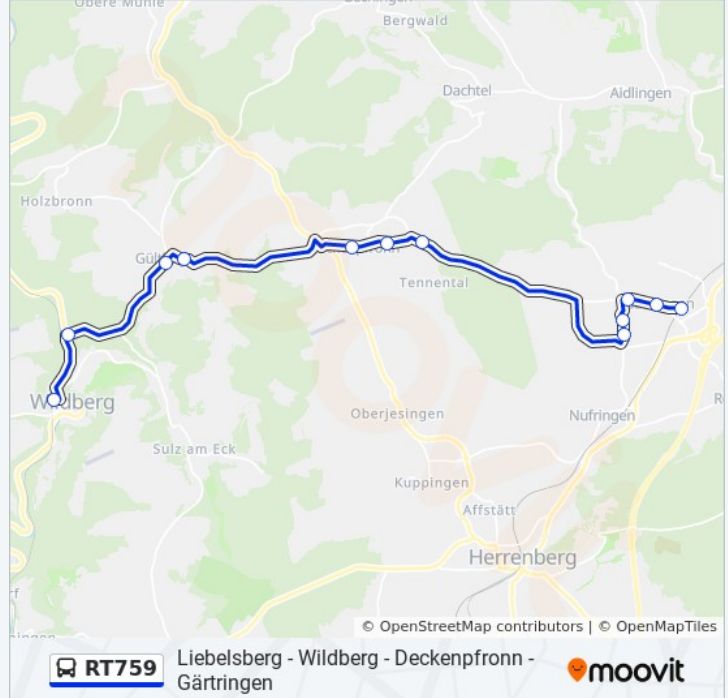 Obere Mühle
Bergwald
Dachtel
Aidlingen
Holzbronn
Gült
Tennental
Wildberg
Oberjesingen
Nufringen
Sulz am Eck
Kuppingen
Affstätt
Herrenberg
© OpenStreetMap contributors | © OpenMapTiles
RT759 Liebelsberg - Wildberg - Deckenpfronn -
Gärtringen
moovit